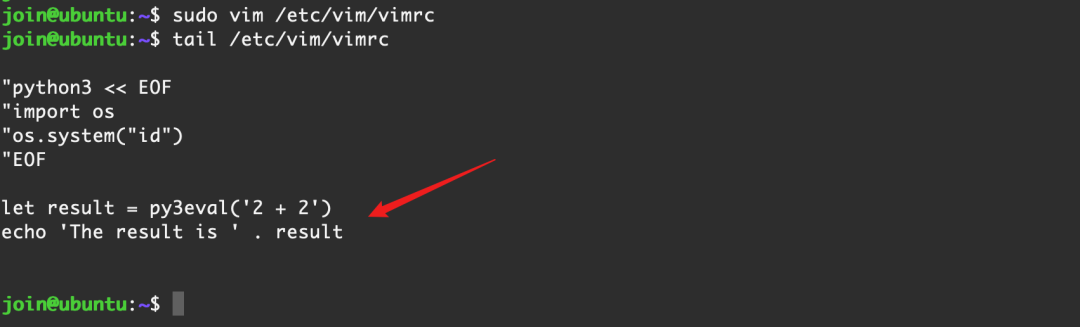 join@ubuntu:~$ sudo vim /etc/vim/vimrc
join@ubuntu:~$ tail /etc/vim/vimrc
"python3 << EOF
"import os
"os.system("id")
"EOF
let result = py3eval('2 + 2')
echo 'The result is ' . result
join@ubuntu:~$